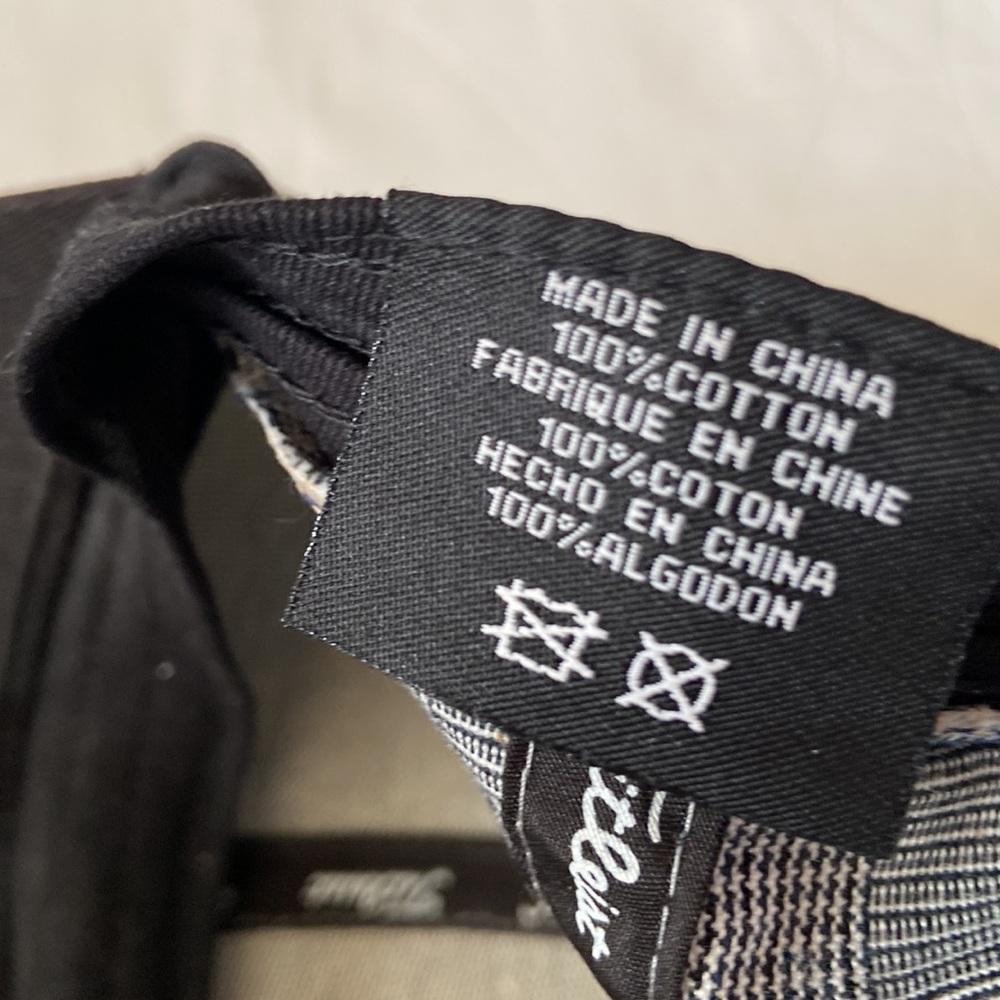 MADE IN CHINA
100%COTTON
FABRIQUE EN CHINE
100%COTON
HECHO EN CHINA
100%ALGODON